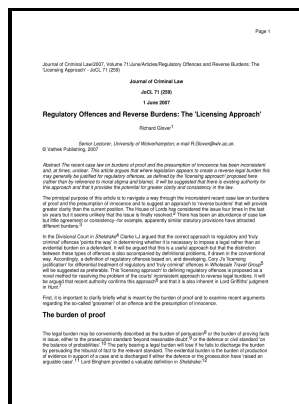 Page 1
Journal of Criminal Law/2007, Volume 71/June/Articles/Regulatory Offences and Reverse Burdens: The
'Licensing Approach' - JoCL 71 (259)
Journal of Criminal Law
JoCL 71 (259)
1 June 2007
Regulatory Offences and Reverse Burdens: The 'Licensing Approach'
Richard Glover1
Senior Lecturer, University of Wolverhampton; e-mail R.Glover@wlv.ac.uk.
© Vathek Publishing, 2007
Abstract The recent case law on burdens of proof and the presumption of innocence has been inconsistent
and, at times, unclear. This article argues that where legislation appears to create a reverse legal burden this
may generally be justified for regulatory offences, as defined by the 'licensing approach' proposed here
(rather than by reference to moral stigma and blame). It will be suggested that there is existing authority for
this approach and that it provides the potential for greater clarity and consistency in the law.
The principal purpose of this article is to navigate a way through the inconsistent recent case law on burdens
of proof and the presumption of innocence and to suggest an approach to 'reverse burdens' that will provide
greater clarity than the current position. The House of Lords has considered the issue four times in the last
six years but it seems unlikely that the issue is finally resolved.2 There has been an abundance of case law
but little agreement or consistency--for example, apparently similar statutory provisions have attracted
different burdens.3
In the Divisional Court in Sheldrake4 Clarke LJ argued that the correct approach to regulatory and 'truly
criminal' offences 'points the way' in determining whether it is necessary to impose a legal rather than an
evidential burden on a defendant. It will be argued that this is a useful approach but that the distinction
between these types of offences is also accompanied by definitional problems, if drawn in the conventional
way. Accordingly, a definition of regulatory offences based on, and developing, Cory J's 'licensing
justification' for differential treatment of regulatory and 'truly criminal' offences in Wholesale Travel Group5
will be suggested as preferable. This 'licensing approach' to defining regulatory offences is proposed as a
novel method for resolving the problem of the courts' inconsistent approach to reverse legal burdens. It will
be argued that recent authority confirms this approach6 and that it is also inherent in Lord Griffiths' judgment
in Hunt.7
First, it is important to clarify briefly what is meant by the burden of proof and to examine recent arguments
regarding the so-called 'gravamen' of an offence and the presumption of innocence.
The burden of proof
The legal burden may be conveniently described as the burden of persuasion8 or the burden of proving facts
in issue, either to the prosecution standard 'beyond reasonable doubt',9 or the defence or civil standard 'on
the balance of probabilities'.10 The party bearing a legal burden will lose if he fails to discharge the burden
by persuading the tribunal of fact to the relevant standard. The evidential burden is the burden of production
of evidence in support of a case and is discharged if either the defence or the prosecution have 'raised an
arguable case'.11 Lord Bingham provided a valuable definition in Sheldrake:12